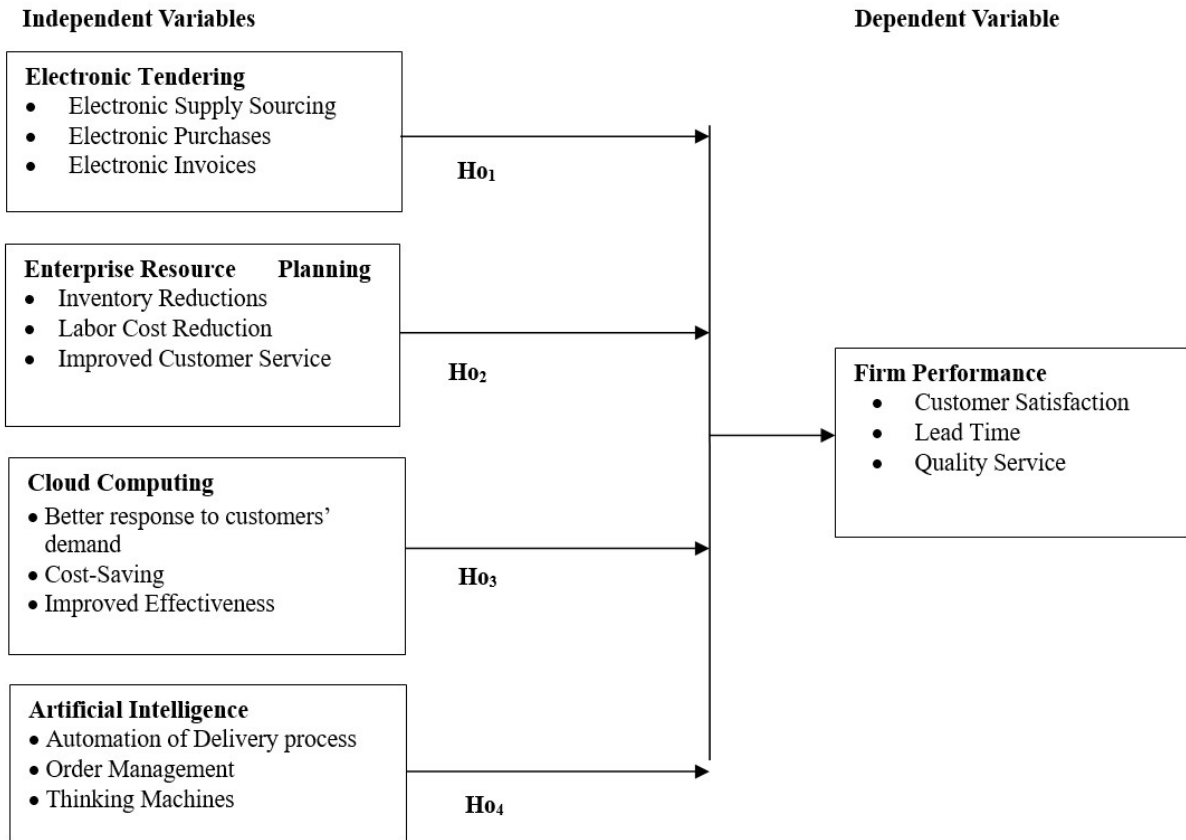 Independent Variables
Dependent Variable
Electronic Tendering
• Electronic Supply Sourcing
• Electronic Purchases
• Electronic Invoices
Ho₁
Enterprise Resource Planning
• Inventory Reductions
• Labor Cost Reduction
• Improved Customer Service
Ho₂
Cloud Computing
• Better response to customers’
demand
• Cost-Saving
• Improved Effectiveness
Ho₃
Artificial Intelligence
• Automation of Delivery process
• Order Management
• Thinking Machines
Ho₄
Firm Performance
• Customer Satisfaction
• Lead Time
• Quality Service